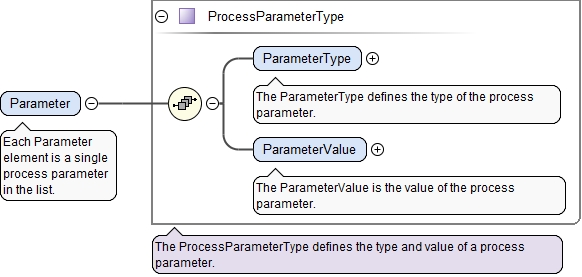 ProcessParameterType
ParameterType
The ParameterType defines the type of the process
parameter.
Parameter
Each Parameter
element is a single
process parameter
in the list.
ParameterValue
The ParameterValue is the value of the process
parameter.
The ProcessParameterType defines the type and value of a process
parameter.